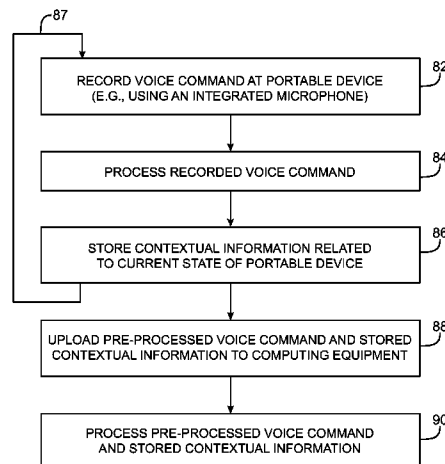 87
82
RECORD VOICE COMMAND AT PORTABLE DEVICE
(E.G., USING AN INTEGRATED MICROPHONE)
84
PROCESS RECORDED VOICE COMMAND
86
STORE CONTEXTUAL INFORMATION RELATED
TO CURRENT STATE OF PORTABLE DEVICE
88
UPLOAD PRE-PROCESSED VOICE COMMAND AND STORED
CONTEXTUAL INFORMATION TO COMPUTING EQUIPMENT
90
PROCESS PRE-PROCESSED VOICE COMMAND
AND STORED CONTEXTUAL INFORMATION